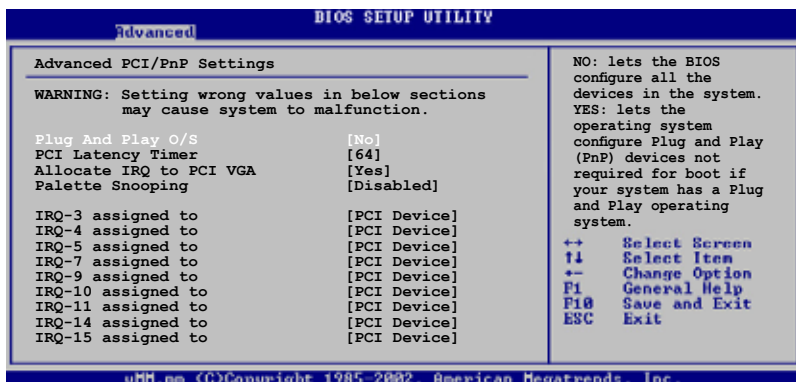 BIOS SETUP UTILITY
Advanced
Advanced PCI/PnP Settings
WARNING: Setting wrong values in below sections
may cause system to malfunction.
Plug And Play O/S [No]
PCI Latency Timer [64]
Allocate IRQ to PCI VGA [Yes]
Palette Snooping [Disabled]
IRQ-3 assigned to [PCI Device]
IRQ-4 assigned to [PCI Device]
IRQ-5 assigned to [PCI Device]
IRQ-7 assigned to [PCI Device]
IRQ-9 assigned to [PCI Device]
IRQ-10 assigned to [PCI Device]
IRQ-11 assigned to [PCI Device]
IRQ-14 assigned to [PCI Device]
IRQ-15 assigned to [PCI Device]
NO: lets the BIOS
configure all the
devices in the system.
YES: lets the
operating system
configure Plug and Play
(PnP) devices not
required for boot if
your system has a Plug
and Play operating
system.
↔ Select Screen
↑↓ Select Item
+- Change Option
F1 General Help
F10 Save and Exit
ESC Exit
(C)Copyright 1985-2002, American Megatrends, Inc.